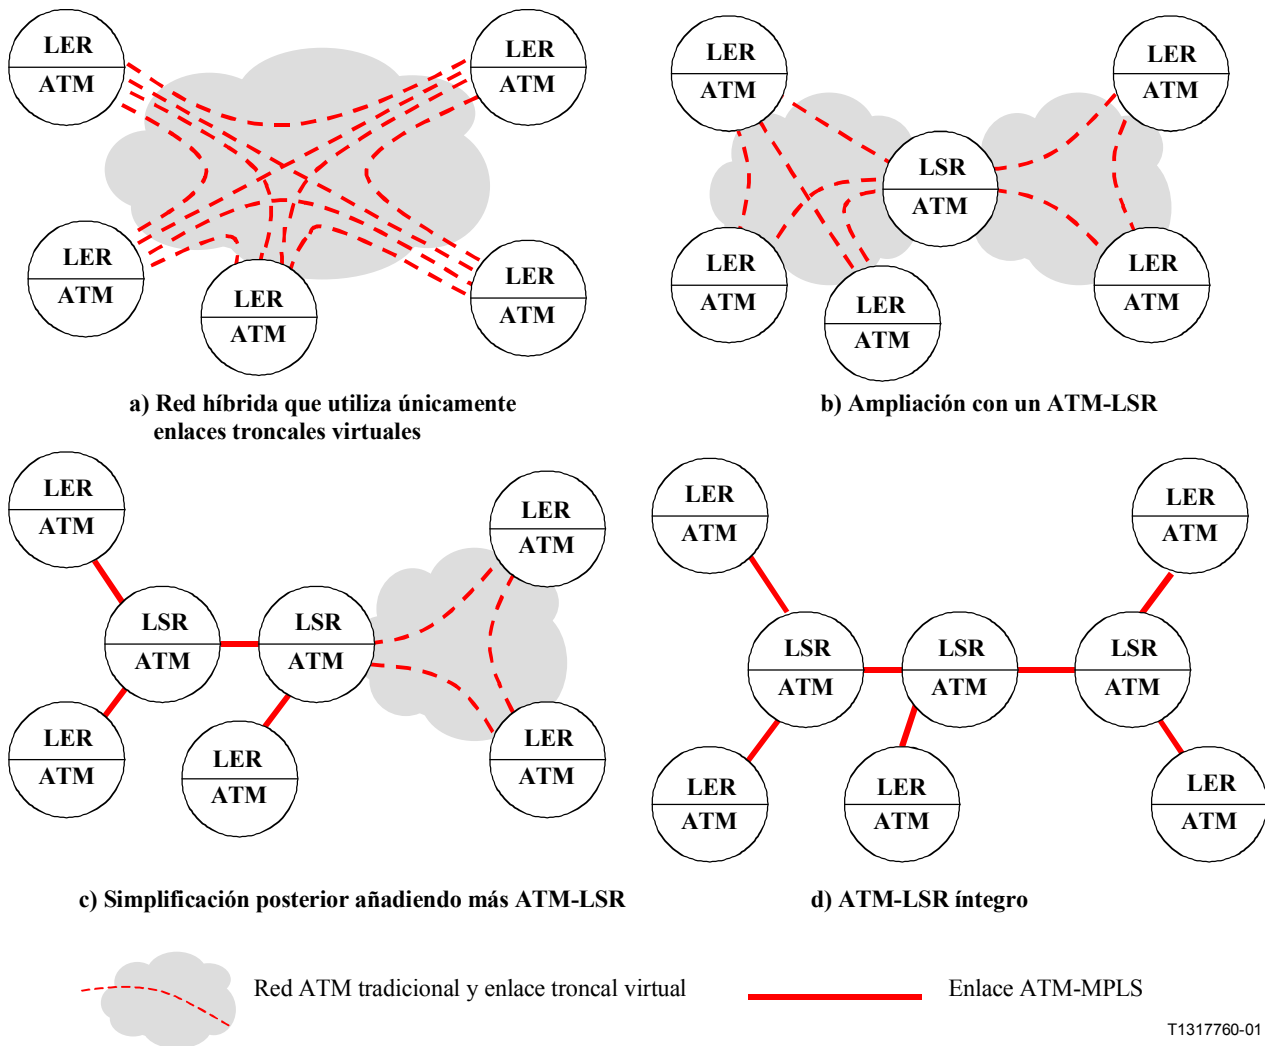 LER
ATM
LER
ATM
LER
ATM
LER
ATM
LER
ATM
a) Red híbrida que utiliza únicamente
enlaces troncales virtuales
LER
ATM
LER
ATM
LSR
ATM
LER
ATM
LER
ATM
LER
ATM
b) Ampliación con un ATM-LSR
LER
ATM
LER
ATM
LSR
ATM
LSR
ATM
LER
ATM
LER
ATM
LER
ATM
c) Simplificación posterior añadiendo más ATM-LSR
LER
ATM
LER
ATM
LSR
ATM
LSR
ATM
LSR
ATM
LER
ATM
LER
ATM
LER
ATM
d) ATM-LSR íntegro
Red ATM tradicional y enlace troncal virtual
Enlace ATM-MPLS
T1317760-01